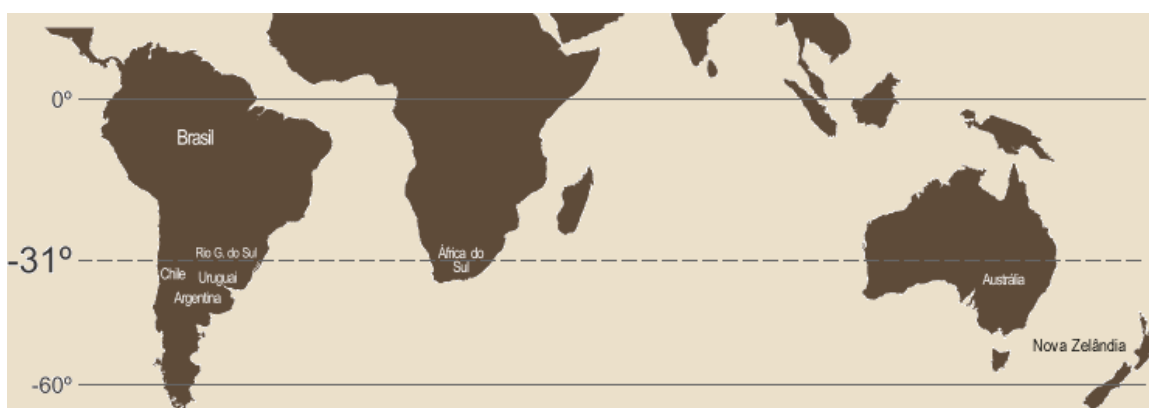 0º
Brasil
-31º
Rio G. do Sul
África do
Sul
Chile
Uruguai
Argentina
Austrália
Nova Zelândia
-60º